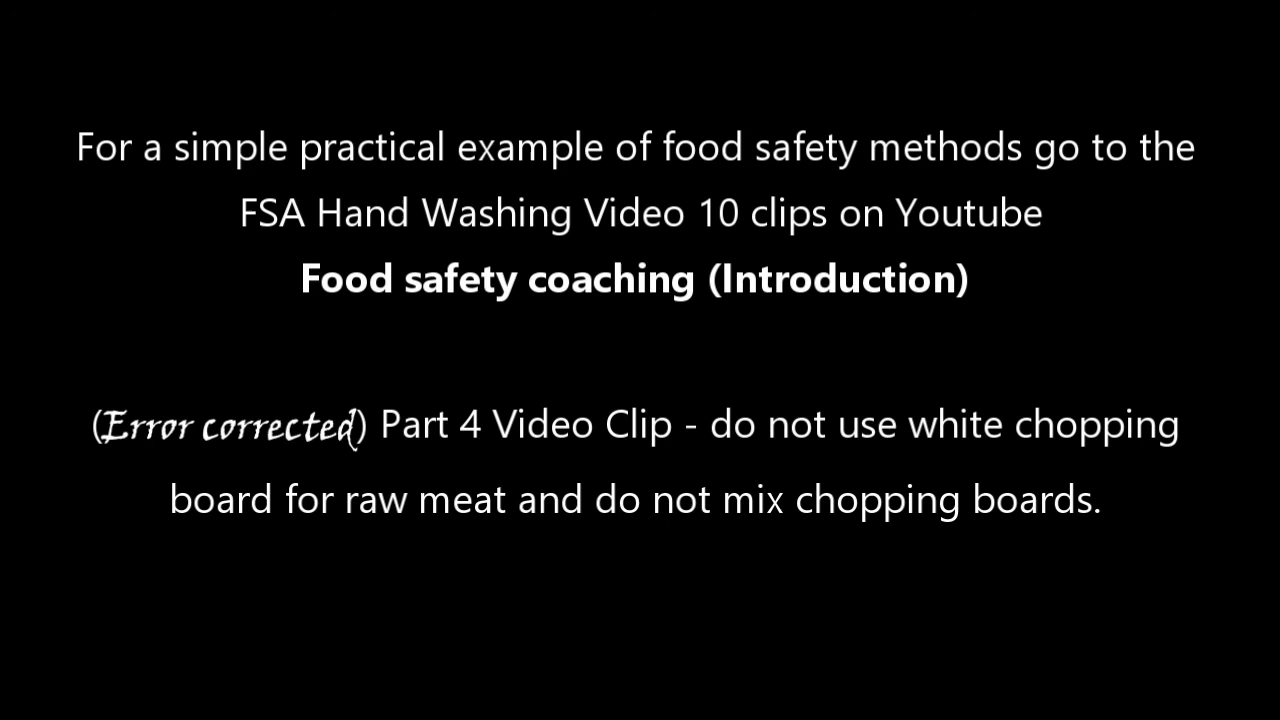 For a simple practical example of food safety methods go to the
FSA Hand Washing Video 10 clips on Youtube
Food safety coaching (Introduction)
(Error corrected) Part 4 Video Clip - do not use white chopping
board for raw meat and do not mix chopping boards.